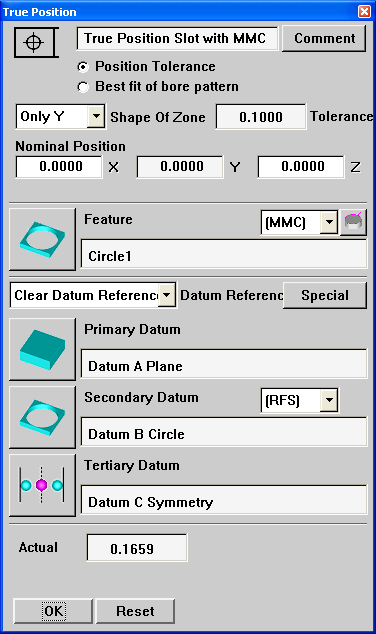 True Position
True Position Slot with MMC Comment
Position Tolerance
Best fit of bore pattern
Only Y Shape Of Zone 0.1000 Tolerance
Nominal Position
0.0000 X 0.0000 Y 0.0000 Z
Feature (MMC)
Circle1
Clear Datum Reference Datum Referenc Special
Primary Datum
Datum A Plane
Secondary Datum (RFS)
Datum B Circle
Tertiary Datum
Datum C Symmetry
Actual 0.1659
OK Reset